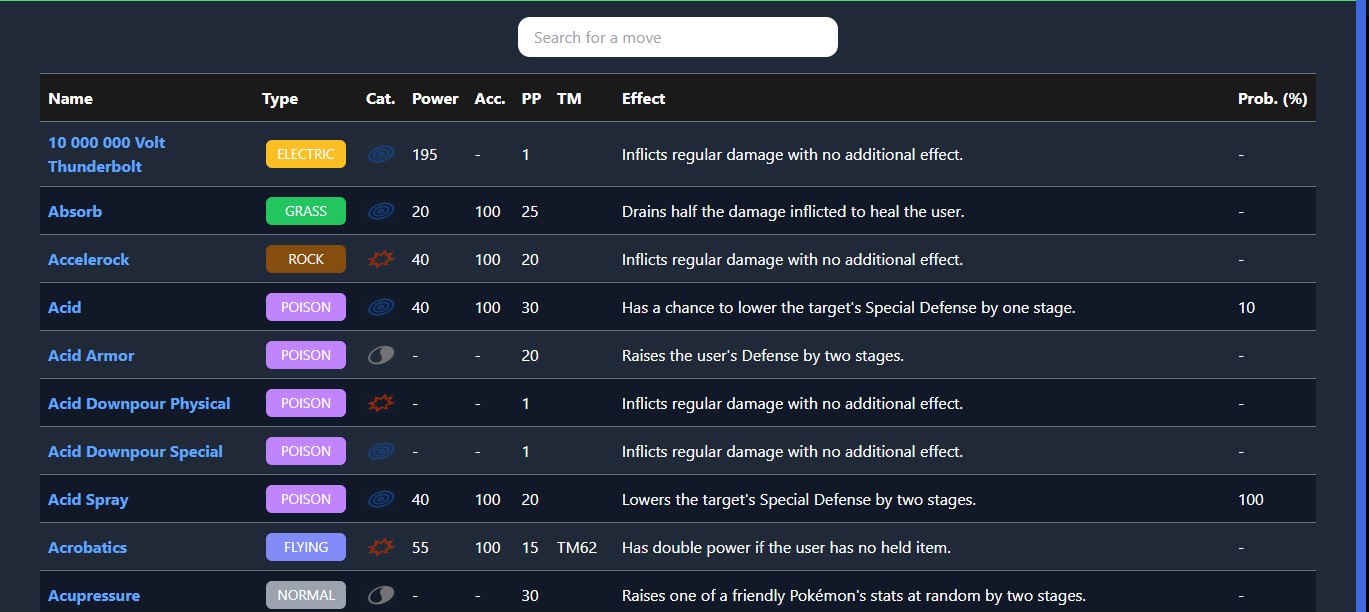 Search for a move
Name Type Cat. Power Acc. PP TM Effect Prob. (%)
10 000 000 Volt
Thunderbolt ELECTRIC 195 - 1 Inflicts regular damage with no additional effect. -
Absorb GRASS 20 100 25 Drains half the damage inflicted to heal the user. -
Accelerock ROCK 40 100 20 Inflicts regular damage with no additional effect. -
Acid POISON 40 100 30 Has a chance to lower the target's Special Defense by one stage. 10
Acid Armor POISON - - 20 Raises the user's Defense by two stages. -
Acid Downpour Physical POISON - - 1 Inflicts regular damage with no additional effect. -
Acid Downpour Special POISON - - 1 Inflicts regular damage with no additional effect. -
Acid Spray POISON 40 100 20 Lowers the target's Special Defense by two stages. 100
Acrobatics FLYING 55 100 15 TM62 Has double power if the user has no held item. -
Acupressure NORMAL - - 30 Raises one of a friendly Pokémon's stats at random by two stages. -